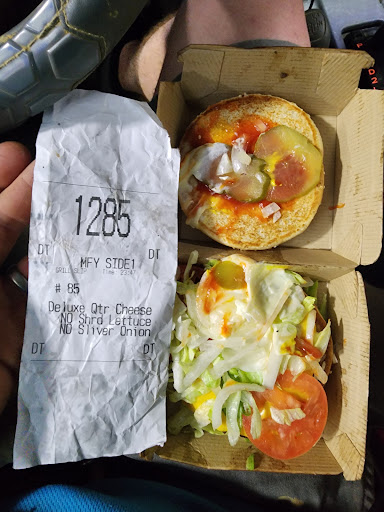 1285
DT DT
MFY SIDE1
# 85
Deluxe Qtr Cheese
NO Shrd Lettuce
NO Sliver Onion
DT DT